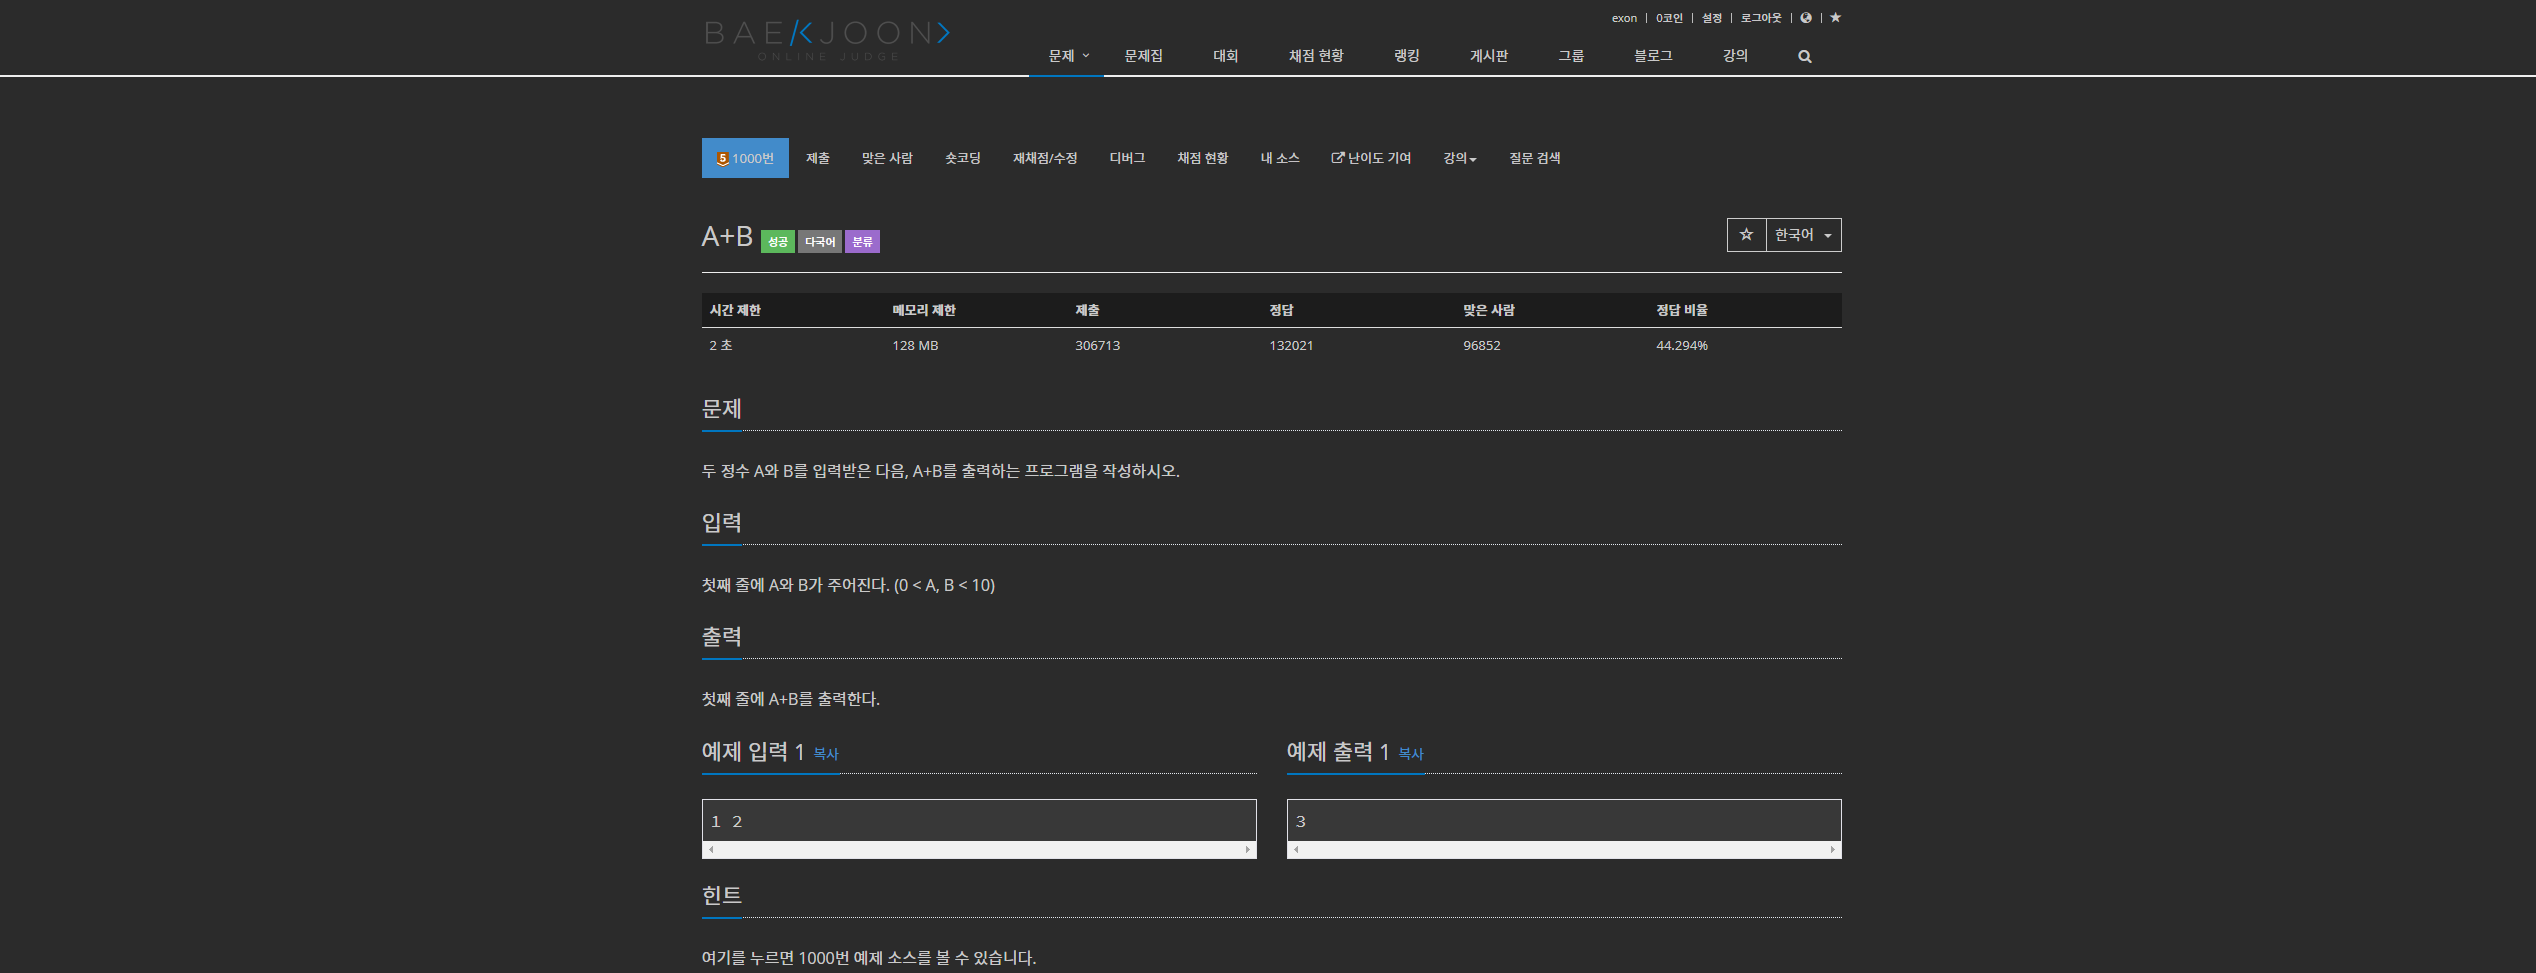 exon | 0코인 | 설정 | 로그아웃
BAEKJOON
ONLINE JUDGE
문제 문제집 대회 채점 현황 랭킹 게시판 그룹 블로그 강의
5 1000번 제출 맞은 사람 숏코딩 재채점/수정 디버그 채점 현황 내 소스 난이도 기여 강의 질문 검색
A+B 성공 다국어 분류 한국어
시간 제한 메모리 제한 제출 정답 맞은 사람 정답 비율
2 초 128 MB 306713 132021 96852 44.294%
문제
두 정수 A와 B를 입력받은 다음, A+B를 출력하는 프로그램을 작성하시오.
입력
첫째 줄에 A와 B가 주어진다. (0 < A, B < 10)
출력
첫째 줄에 A+B를 출력한다.
예제 입력 1 복사
1 2
예제 출력 1 복사
3
힌트
여기를 누르면 1000번 예제 소스를 볼 수 있습니다.